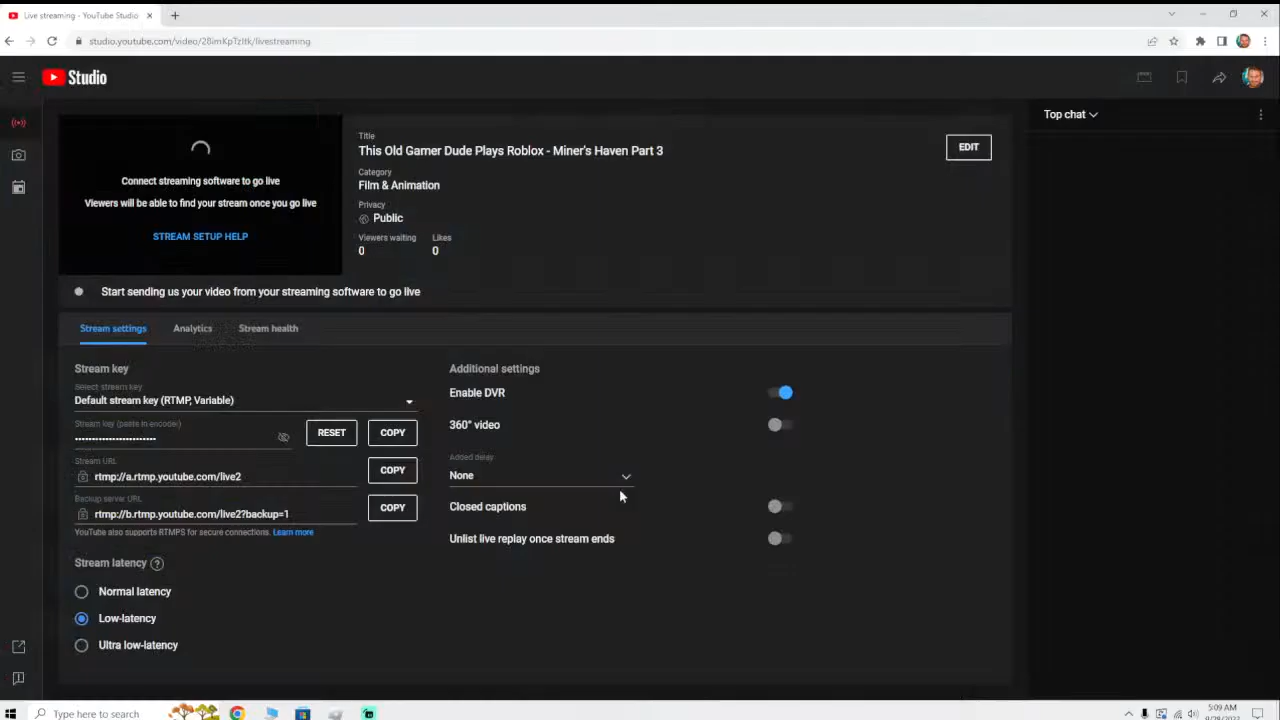 Live streaming - YouTube Studio
studio.youtube.com/video/28imKpTzItk/livestreaming
Studio
Top chat
Connect streaming software to go live
Viewers will be able to find your stream once you go live
STREAM SETUP HELP
Title
This Old Gamer Dude Plays Roblox - Miner's Haven Part 3
EDIT
Category
Film & Animation
Privacy
Public
Viewers waiting Likes
0 0
Start sending us your video from your streaming software to go live
Stream settings Analytics Stream health
Stream key
Select stream key
Default stream key (RTMP, Variable)
Stream key (paste in encoder)
••••••••••••••••••••••••
RESET COPY
Stream URL
rtmp://a.rtmp.youtube.com/live2
COPY
Backup server URL
rtmp://b.rtmp.youtube.com/live2?backup=1
COPY
YouTube also supports RTMPS for secure connections. Learn more
Stream latency ?
Normal latency
Low-latency
Ultra low-latency
Additional settings
Enable DVR
360° video
Added delay
None
Closed captions
Unlist live replay once stream ends
Type here to search
5:09 AM